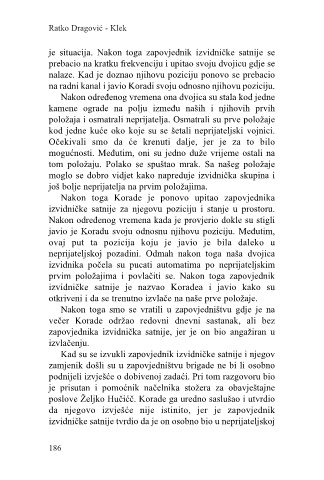 Ratko Dragović - Klek
je situacija. Nakon toga zapovjednik izvidničke satnije se
prebacio na kratku frekvenciju i upitao svoju dvojicu gdje se
nalaze. Kad je doznao njihovu poziciju ponovo se prebacio
na radni kanal i javio Koradi svoju odnosno njihovu poziciju.
Nakon određenog vremena ona dvojica su stala kod jedne
kamene ograde na polju između naših i njihovih prvih
položaja i osmatrali neprijatelja. Osmatrali su prve položaje
kod jedne kuće oko koje su se šetali neprijateljski vojnici.
Očekivali smo da će krenuti dalje, jer je za to bilo
mogućnosti. Međutim, oni su jedno duže vrijeme ostali na
tom položaju. Polako se spuštao mrak. Sa našeg položaje
moglo se dobro vidjet kako napreduje izvidnička skupina i
još bolje neprijatelja na prvim položajima.
Nakon toga Korade je ponovo upitao zapovjednika
izvidničke satnije za njegovu poziciju i stanje u prostoru.
Nakon određenog vremena kada je provjerio dokle su stigli
javio je Koradu svoju odnosnu njihovu poziciju. Međutim,
ovaj put ta pozicija koju je javio je bila daleko u
neprijateljskoj pozadini. Odmah nakon toga naša dvojica
izvidnika počela su pucati automatima po neprijateljskim
prvim položajima i povlačiti se. Nakon toga zapovjednik
izvidničke satnije je nazvao Koradea i javio kako su
otkriveni i da se trenutno izvlače na naše prve položaje.
Nakon toga smo se vratili u zapovjedništvu gdje je na
večer Korade održao redovni dnevni sastanak, ali bez
zapovjednika izvidnička satnije, jer je on bio angažiran u
izvlačenju.
Kad su se izvukli zapovjednik izvidničke satnije i njegov
zamjenik došli su u zapovjedništvu brigade ne bi li osobno
podnijeli izvješće o dobivenoj zadaći. Pri tom razgovoru bio
je prisutan i pomoćnik načelnika stožera za obavještajne
poslove Željko Hučičč. Korade ga uredno saslušao i utvrdio
da njegovo izvješće nije istinito, jer je zapovjednik
izvidničke satnije tvrdio da je on osobno bio u neprijateljskoj
186